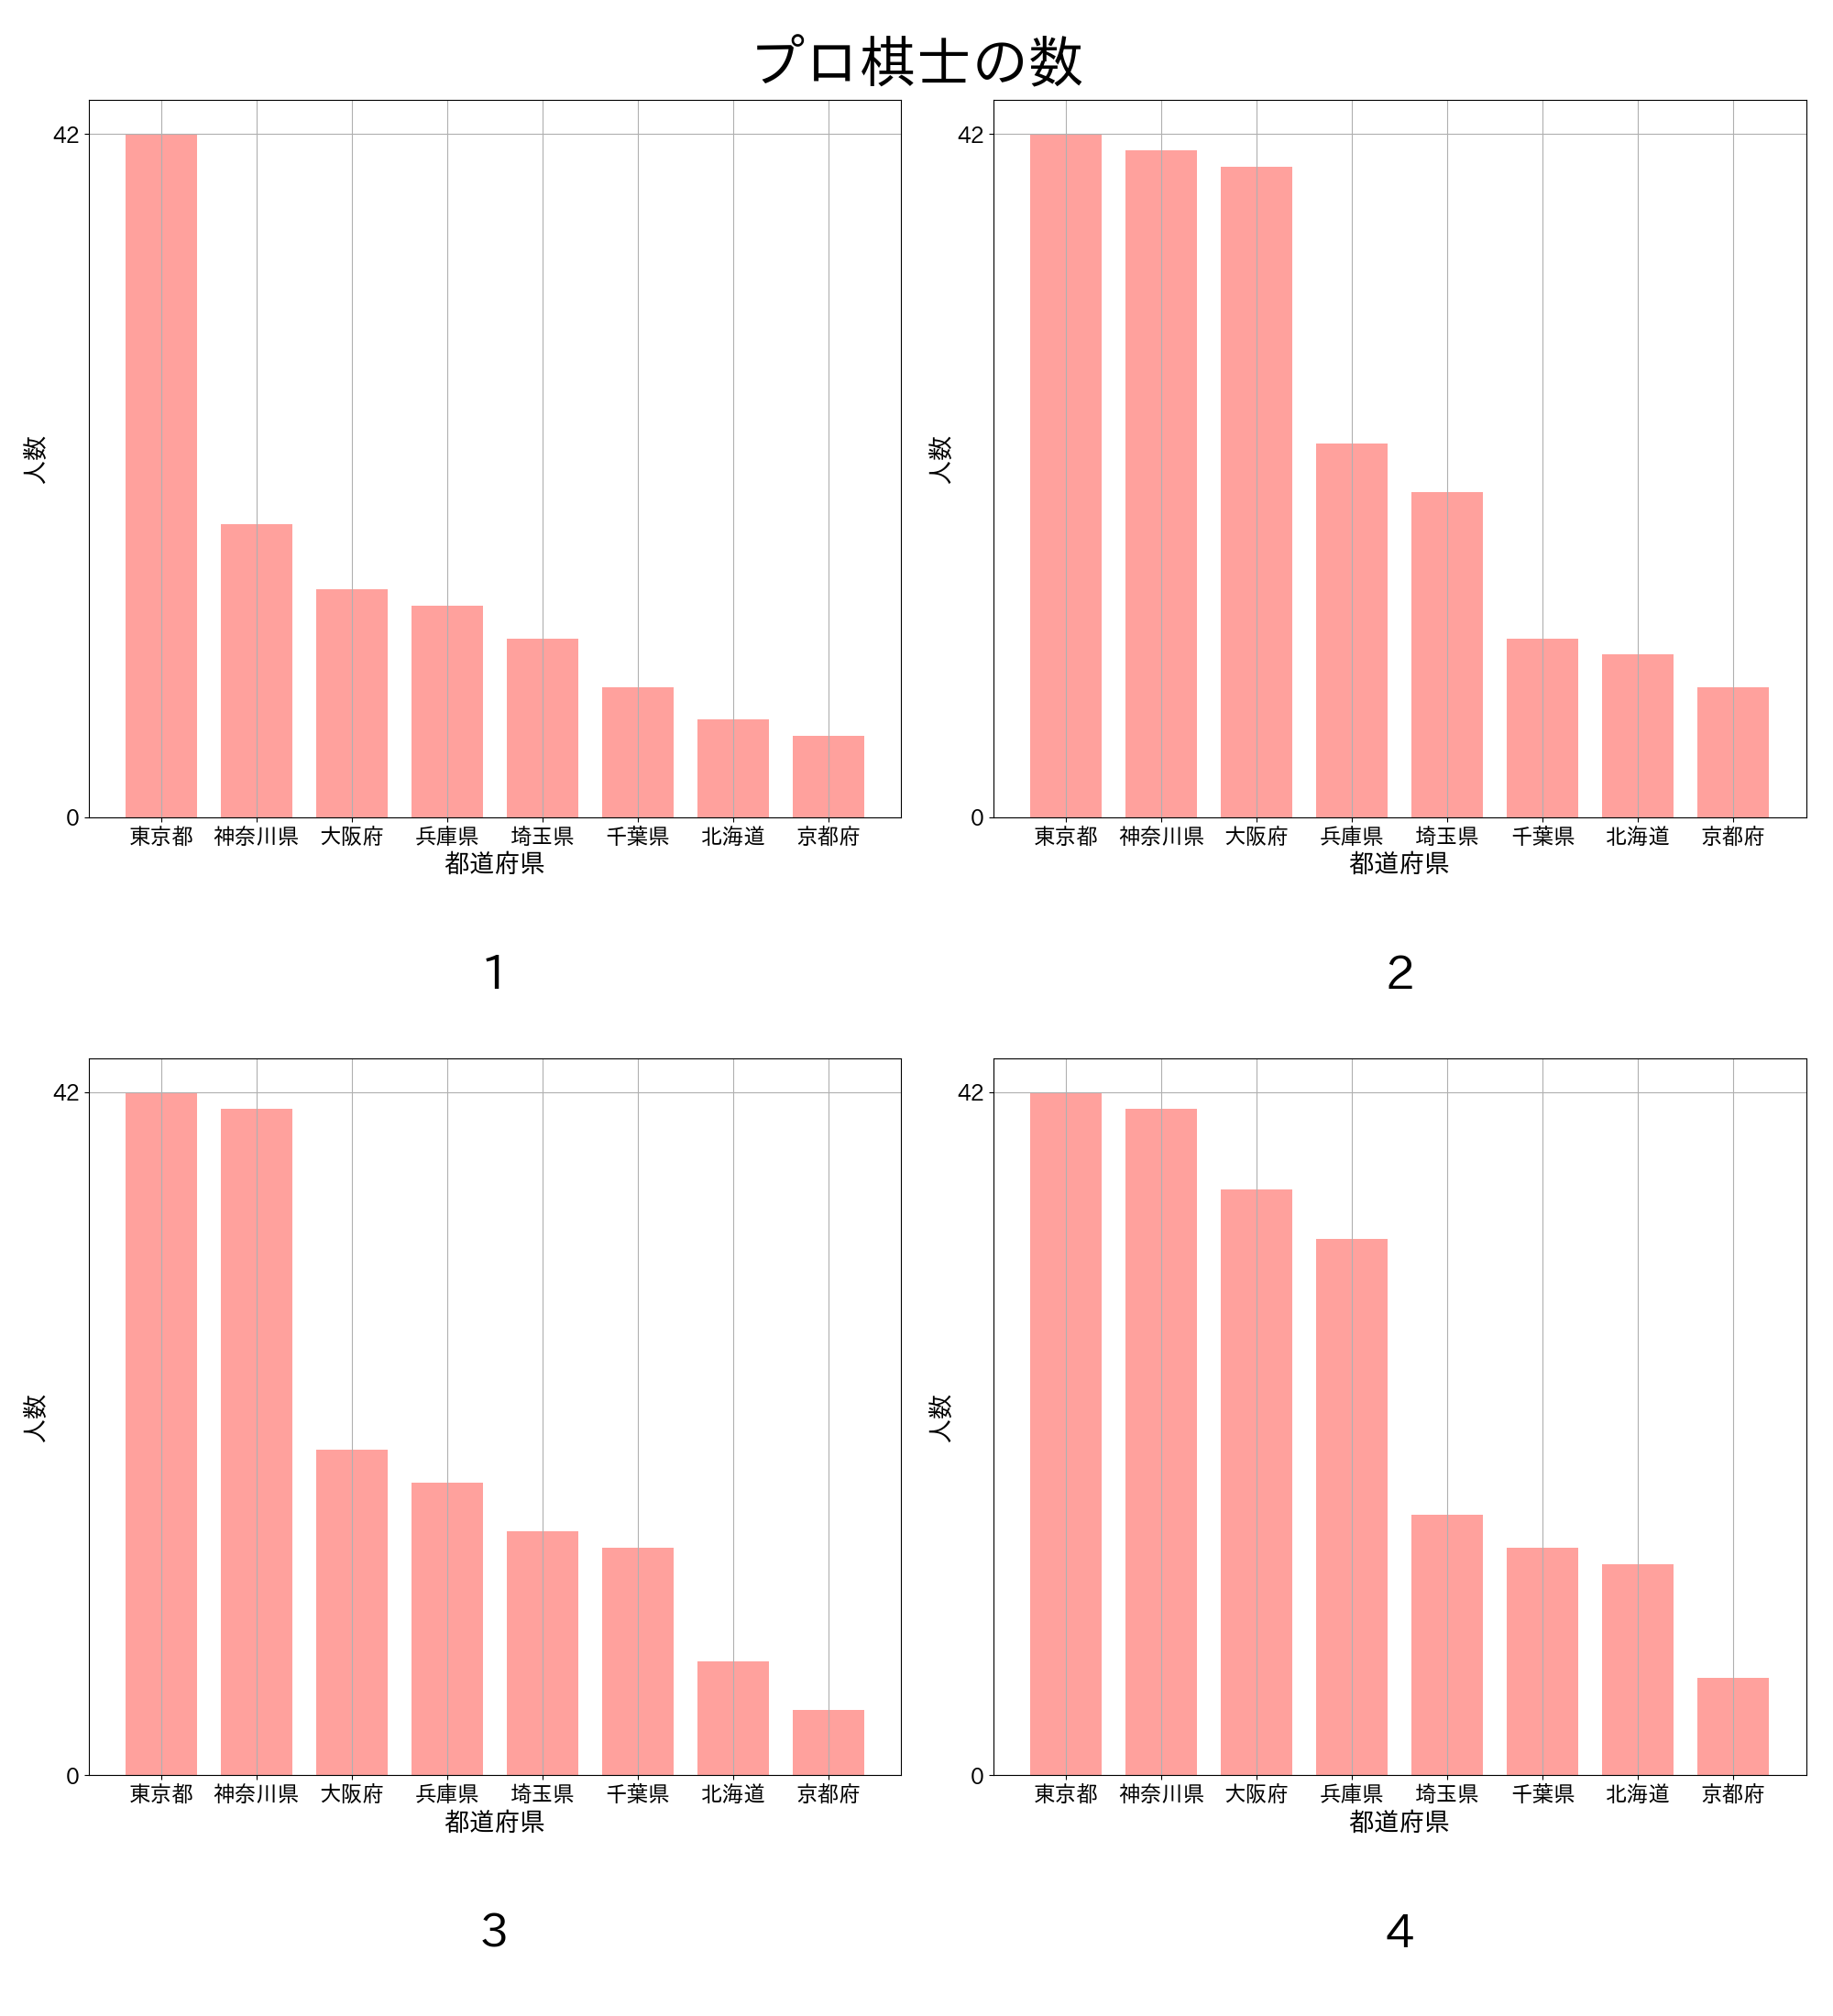 プロ棋士の数
42
0
人数
東京都 神奈川県 大阪府 兵庫県 埼玉県 千葉県 北海道 京都府
都道府県
1
42
0
人数
東京都 神奈川県 大阪府 兵庫県 埼玉県 千葉県 北海道 京都府
都道府県
2
42
0
人数
東京都 神奈川県 大阪府 兵庫県 埼玉県 千葉県 北海道 京都府
都道府県
3
42
0
人数
東京都 神奈川県 大阪府 兵庫県 埼玉県 千葉県 北海道 京都府
都道府県
4